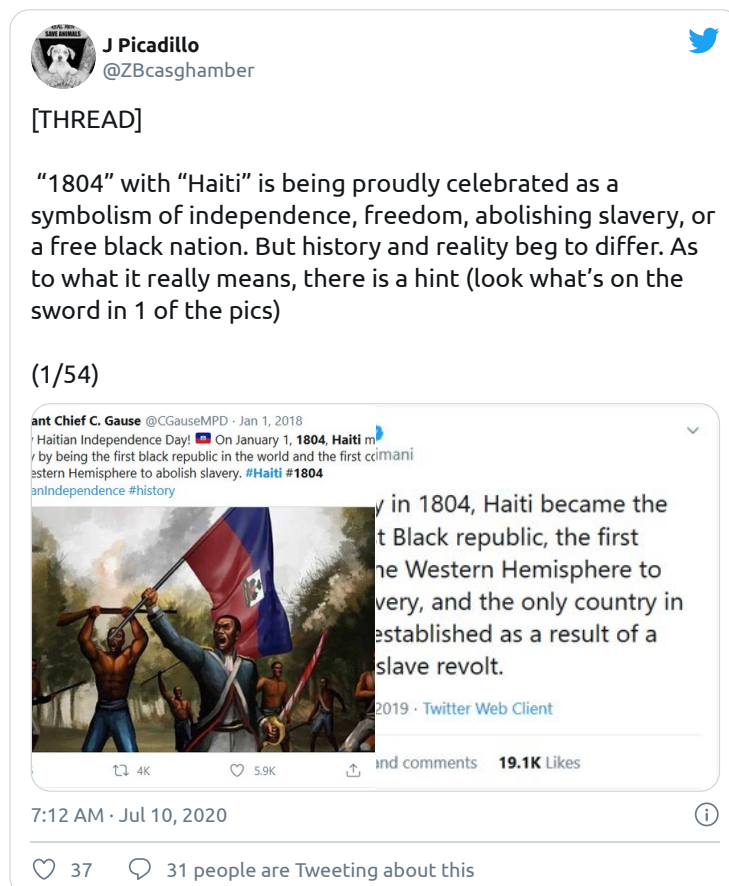 REAL MEN
SAVE ANIMALS
J Picadillo
@ZBcasghamber
[THREAD]
“1804” with “Haiti” is being proudly celebrated as a
symbolism of independence, freedom, abolishing slavery, or
a free black nation. But history and reality beg to differ. As
to what it really means, there is a hint (look what’s on the
sword in 1 of the pics)
(1/54)
ant Chief C. Gause @CGauseMPD · Jan 1, 2018
Haitian Independence Day! On January 1, 1804, Haiti m
by being the first black republic in the world and the first cc
estern Hemisphere to abolish slavery. #Haiti #1804
anIndependence #history
4K
5.9K
imani
y in 1804, Haiti became the
t Black republic, the first
he Western Hemisphere to
very, and the only country in
established as a result of a
slave revolt.
2019 · Twitter Web Client
and comments 19.1K Likes
7:12 AM · Jul 10, 2020
37
31 people are Tweeting about this